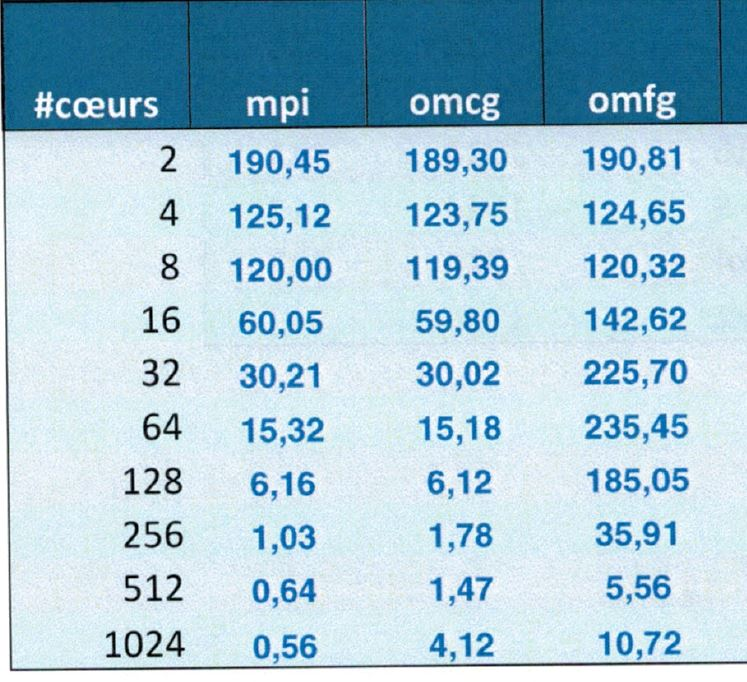 #cœurs mpi omcg omfg
2 190,45 189,30 190,81
4 125,12 123,75 124,65
8 120,00 119,39 120,32
16 60,05 59,80 142,62
32 30,21 30,02 225,70
64 15,32 15,18 235,45
128 6,16 6,12 185,05
256 1,03 1,78 35,91
512 0,64 1,47 5,56
1024 0,56 4,12 10,72